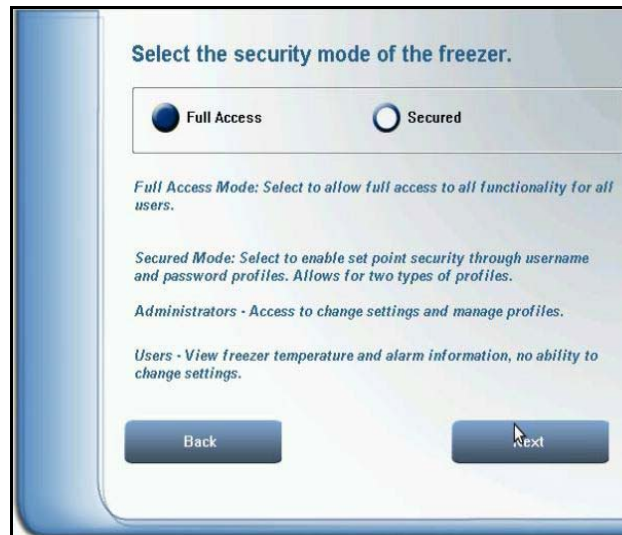 Select the security mode of the freezer.
Full Access
Secured
Full Access Mode: Select to allow full access to all functionality for all
users.
Secured Mode: Select to enable set point security through username
and password profiles. Allows for two types of profiles.
Administrators - Access to change settings and manage profiles.
Users - View freezer temperature and alarm information, no ability to
change settings.
Back
Next